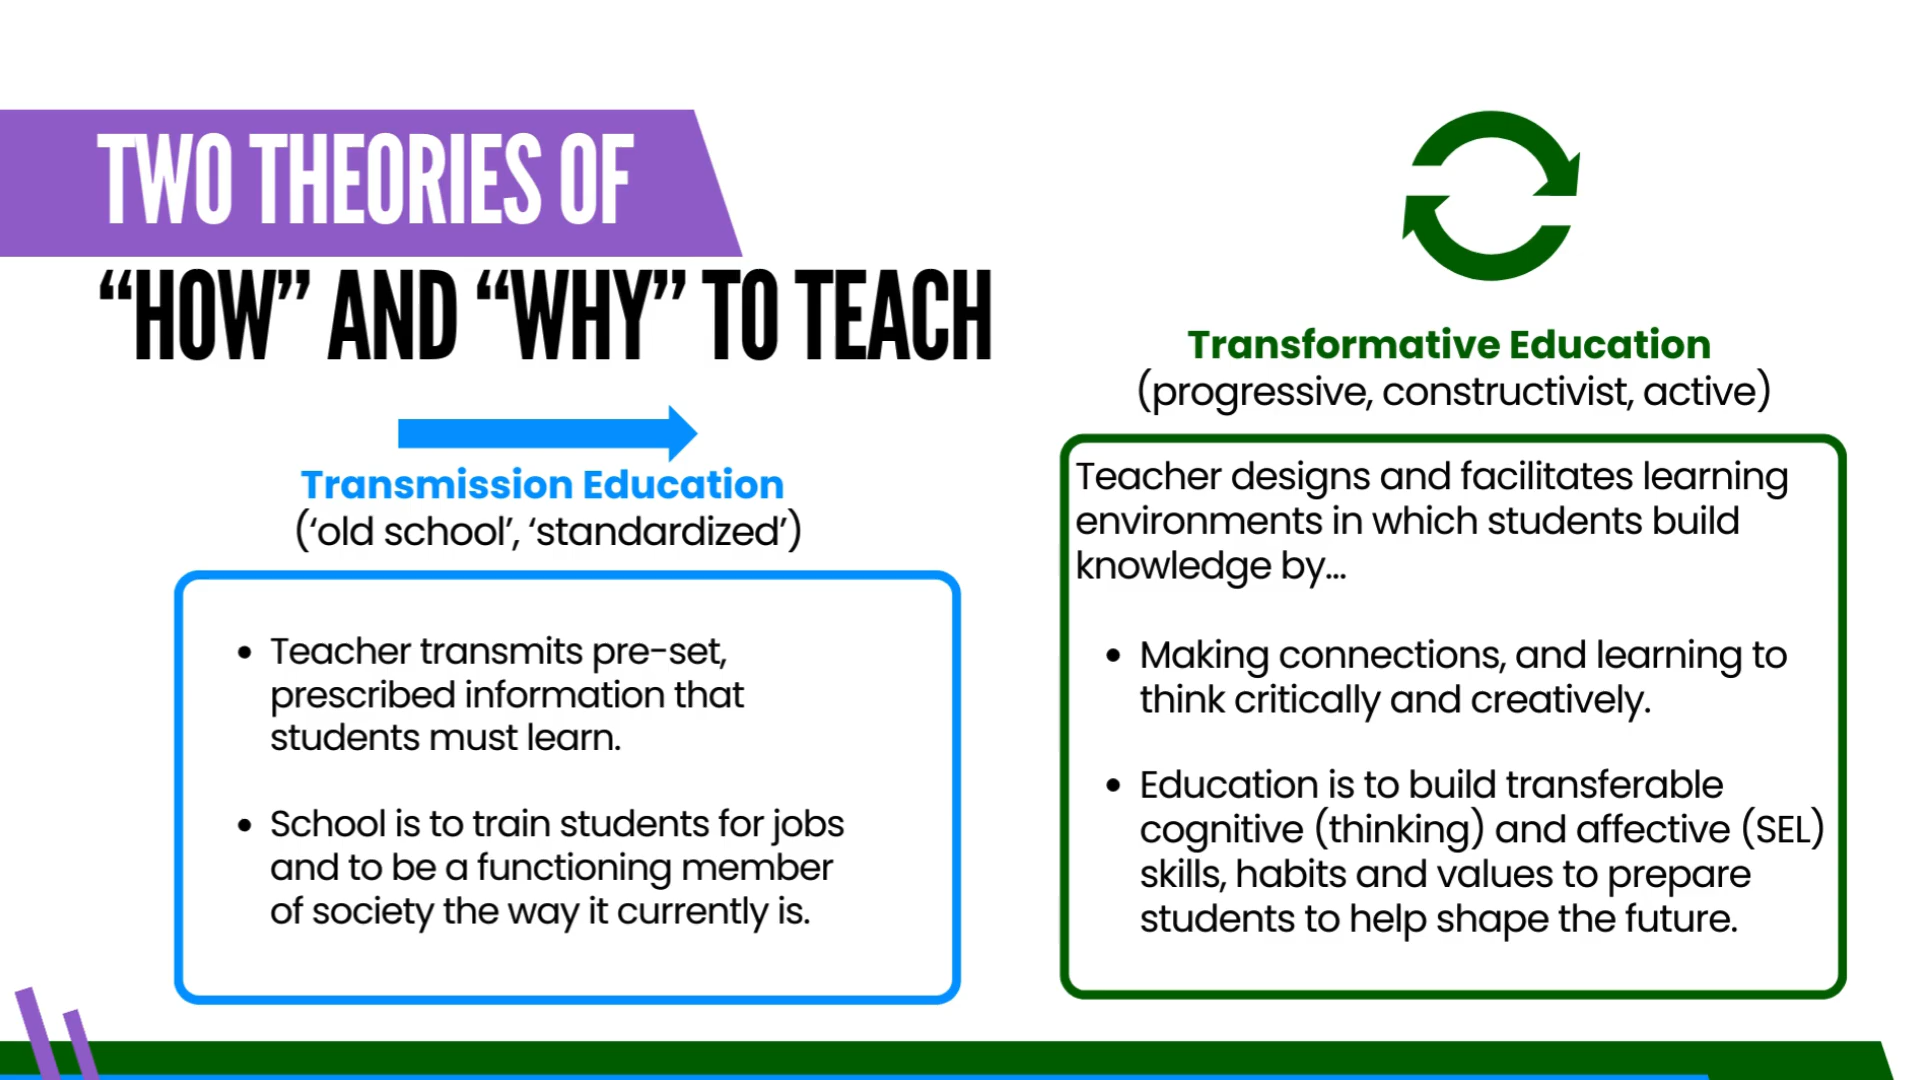 TWO THEORIES OF
“HOW” AND “WHY” TO TEACH
Transmission Education
(‘old school’, ‘standardized’)
• Teacher transmits pre-set,
prescribed information that
students must learn.
• School is to train students for jobs
and to be a functioning member
of society the way it currently is.
Transformative Education
(progressive, constructivist, active)
Teacher designs and facilitates learning
environments in which students build
knowledge by...
• Making connections, and learning to
think critically and creatively.
• Education is to build transferable
cognitive (thinking) and affective (SEL)
skills, habits and values to prepare
students to help shape the future.